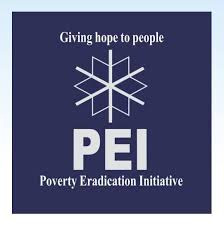 Giving hope to people
PEI
Poverty Eradication Initiative